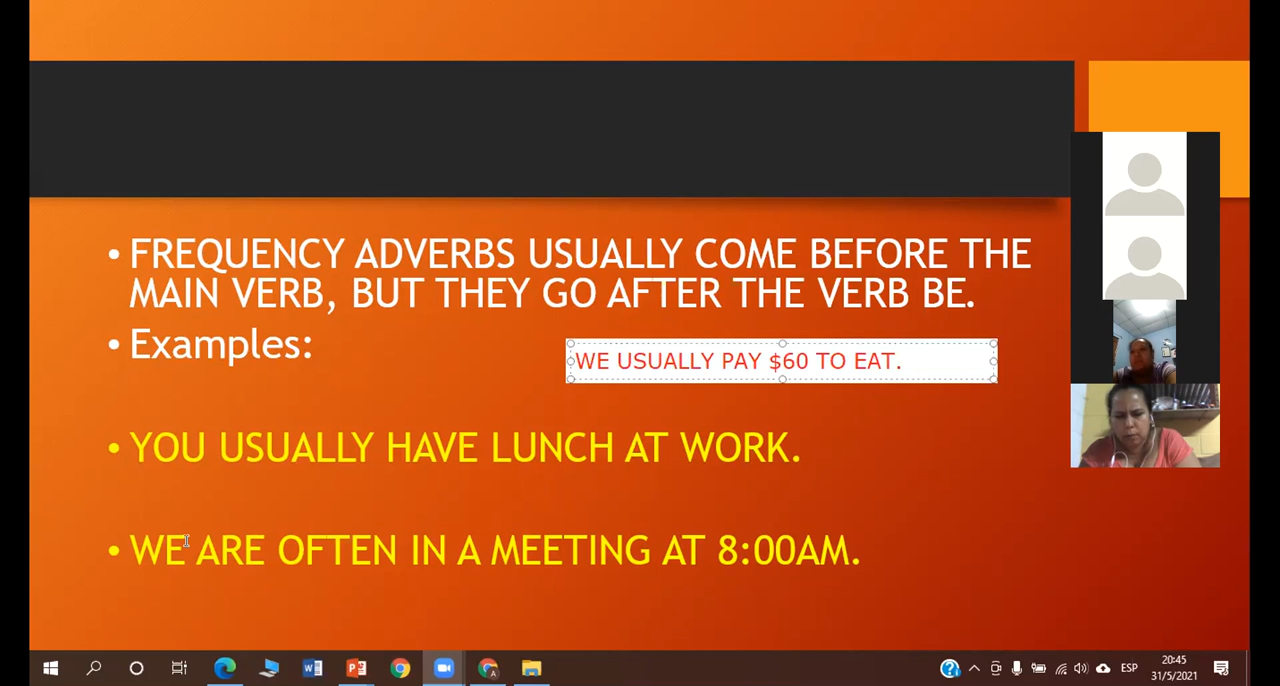 • FREQUENCY ADVERBS USUALLY COME BEFORE THE
MAIN VERB, BUT THEY GO AFTER THE VERB BE.
• Examples:
WE USUALLY PAY $60 TO EAT.
• YOU USUALLY HAVE LUNCH AT WORK.
• WE ARE OFTEN IN A MEETING AT 8:00AM.
ESP
20:45
31/5/2021